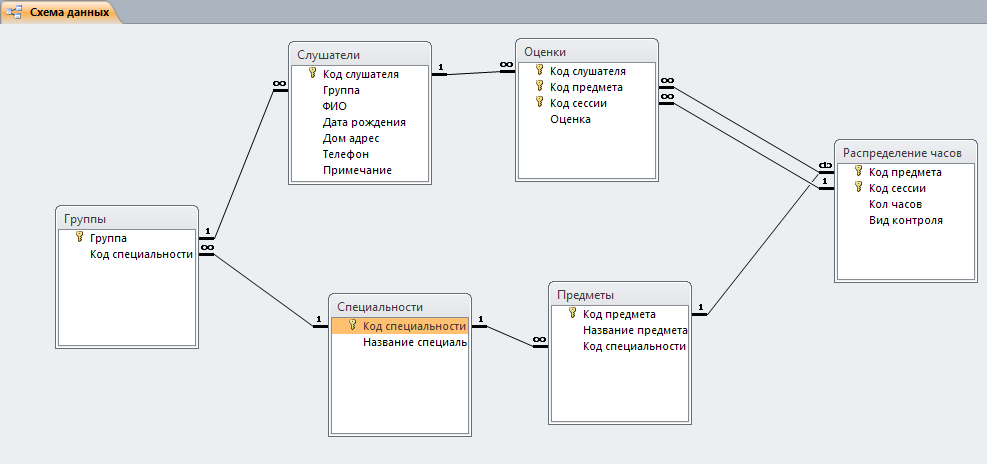 Схема данных
Слушатели
Код слушателя
Группа
ФИО
Дата рождения
Дом адрес
Телефон
Примечание
Оценки
Код слушателя
Код предмета
Код сессии
Оценка
Распределение часов
Код предмета
Код сессии
Кол часов
Вид контроля
Группы
Группа
Код специальности
Специальности
Код специальности
Название специаль
Предметы
Код предмета
Название предмета
Код специальности
1
∞
∞
∞
∞
1
1
∞
1
1
∞
1